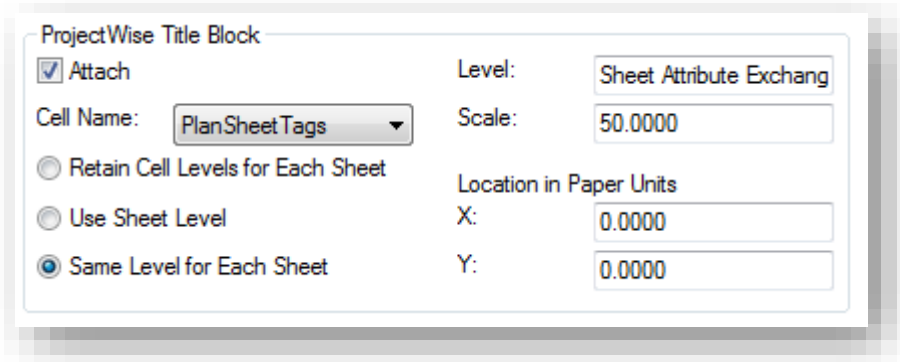 ProjectWise Title Block
Attach
Level: Sheet Attribute Exchang
Cell Name: PlanSheetTags
Scale: 50.0000
Retain Cell Levels for Each Sheet
Location in Paper Units
Use Sheet Level
X: 0.0000
Same Level for Each Sheet
Y: 0.0000